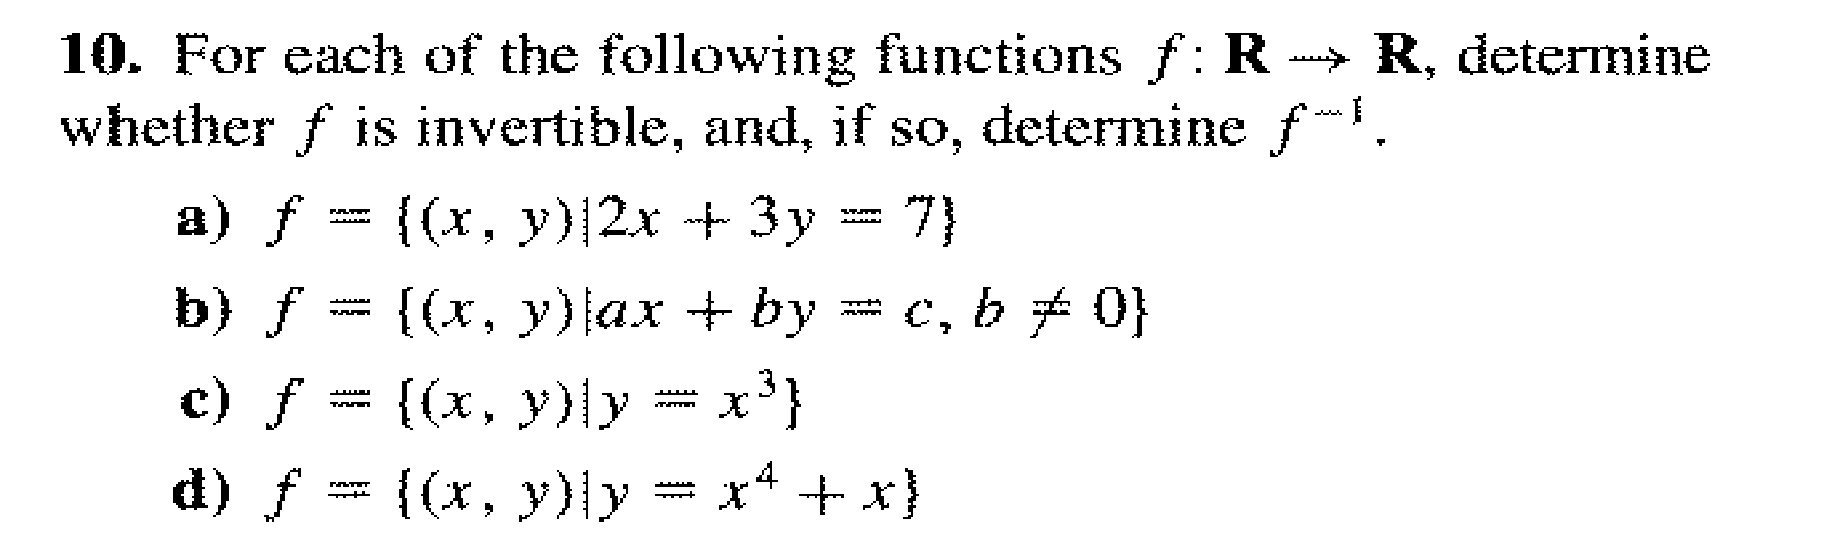 10. For each of the following functions f: R → R, determine
whether f is invertible, and, if so, determine f⁻¹.
a) f = {(x, y)|2x + 3y = 7}
b) f = {(x, y)|ax + by = c, b ≠ 0}
c) f = {(x, y)|y = x³}
d) f = {(x, y)|y = x⁴ + x}